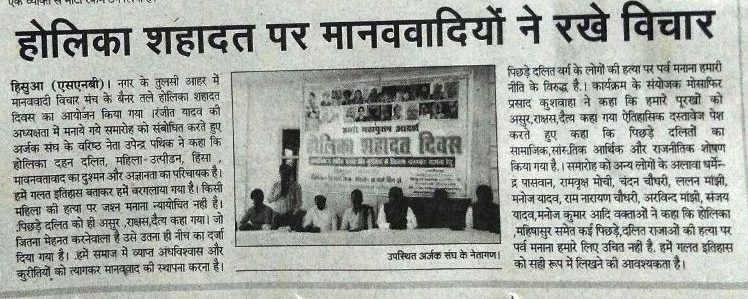 होलिका शहादत पर मानववादियों ने रखे विचार
हिसुआ (एसएनबी)। नगर के तुलसी आहर में
मानववादी विचार मंच के बैनर तले होलिका शहादत
दिवस का आयोजन किया गया ।रंजीत यादव की
अध्यक्षता में मनाये गये समारोह को संबोधित करते हुए
अर्जक संघ के वरिष्ठ नेता उपेन्द्र पथिक ने कहा कि
होलिका दहन दलित, महिला-उत्पीडन, हिंसा ,
मावनवतावाद का दुश्मन और अज्ञानता का परिचायक है।
हमें गलत इतिहास बताकर हमें बरगलाया गया है। किसी
महिला की हत्या पर जश्न मनाना न्यायोचित नहीं है।
.पिछड़े दलित को ही असुर ,राक्षस,दैत्य कहा गया। जो
जितना मेहनत करनेवाला है उसे उतना ही नीच का दर्जा
दिया गया है। .हमें समाज में व्याप्त अंधविश्वास और
कुरीतियों को त्यागकर मानववाद की स्थापना करना है।
हमारे महापुरुष आदर्श
होलिका शहादत दिवस
उपस्थित अर्जक संघ के नेतागण।
पिछड़े दलित वर्ग के लोगों की हत्या पर पर्व मनाना हमारी
नीति के विरुद्ध है। कार्यक्रम के संयोजक मोसाफिर
प्रसाद कुशवाहा ने कहा कि हमारे पूरखों को
असुर,राक्षस,दैत्य कहा गया ऐतिहासिक दस्तावेज पेश
करते हुए कहा कि पिछड़े दलितों का
सामाजिक,सांर-तिक आर्थिक और राजनीतिक शोषण
किया गया है।.समारोह को अन्य लोगों के अलावा धर्मे-
न्द्र पासवान, रामवृक्ष मोची, चंदन चौधरी, ललन मांझी,
मनोज यादव, राम नारायण चौधरी, अरविन्द मांझी, संजय
यादव,मनोज कुमार आदि वक्ताओं ने कहा कि होलिका
,महिषासुर समेत कई पिछड़े,दलित राजाओं की हत्या पर
पर्व मनाना हमारे लिए उचित नही है. हमें गलत इतिहास
को सही रूप में लिखने की आवश्यकता है।